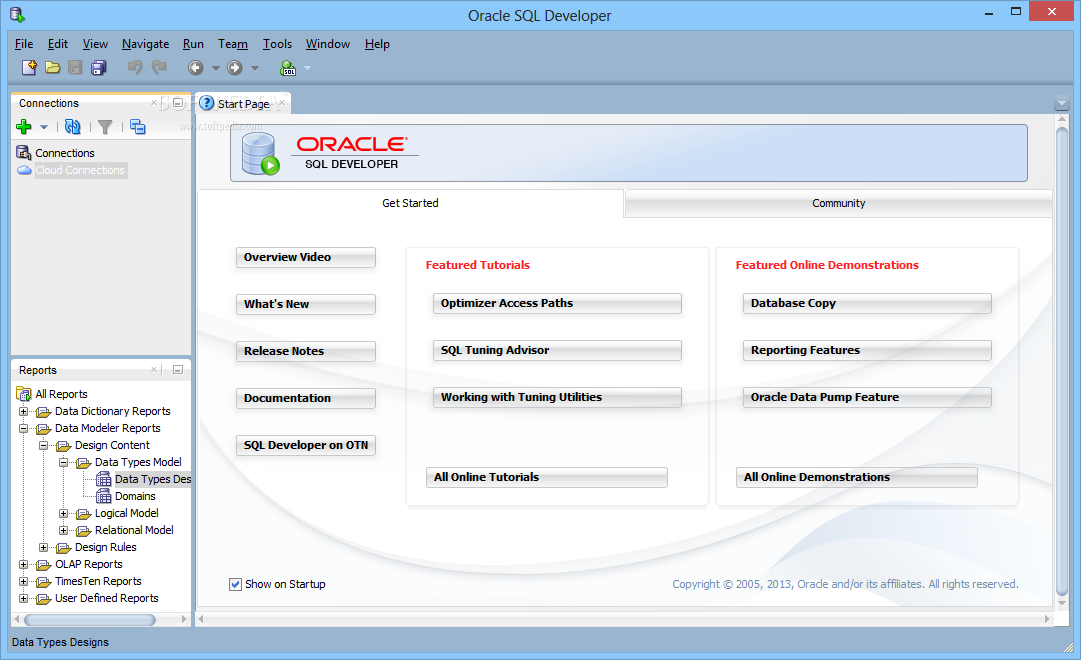 Oracle SQL Developer
File Edit View Navigate Run Team Tools Window Help
SQL
Connections
Start Page
www.softpedia.com
Connections
Cloud Connections
ORACLE
SQL DEVELOPER
Get Started
Community
Overview Video
What's New
Release Notes
Documentation
SQL Developer on OTN
Featured Tutorials
Optimizer Access Paths
SQL Tuning Advisor
Working with Tuning Utilities
All Online Tutorials
Featured Online Demonstrations
Database Copy
Reporting Features
Oracle Data Pump Feature
All Online Demonstrations
Reports
All Reports
Data Dictionary Reports
Data Modeler Reports
Design Content
Data Types Model
Data Types Des
Domains
Logical Model
Relational Model
Design Rules
OLAP Reports
TimesTen Reports
User Defined Reports
Show on Startup
Copyright © 2005, 2013, Oracle and/or its affiliates. All rights reserved.
Data Types Designs